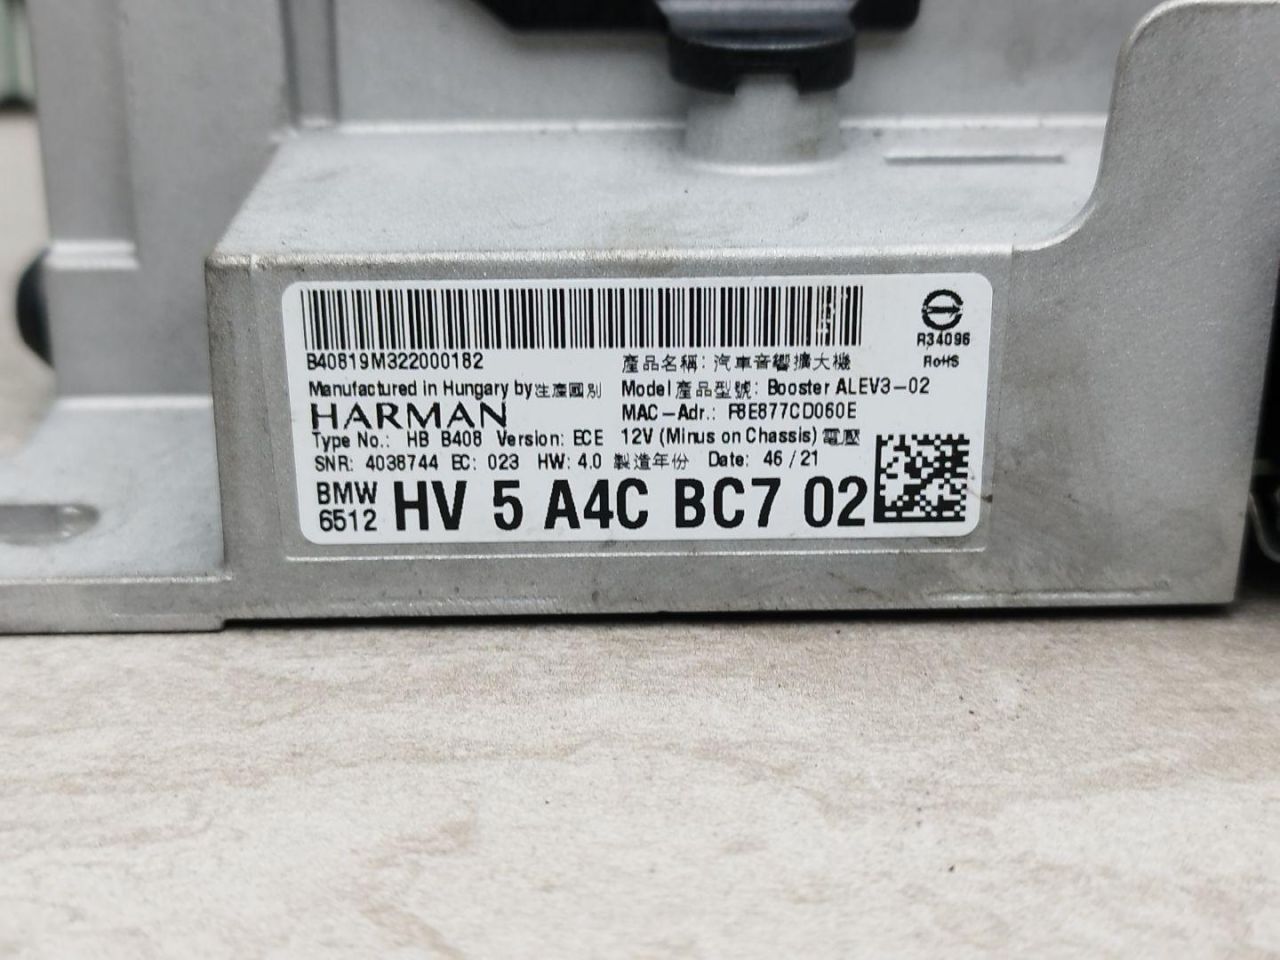 B40819M322000182
Manufactured in Hungary by 生產國別
HARMAN
Type No.: HB B408 Version: ECE
SNR: 4038744 EC: 023 HW: 4.0 製造年份 Date: 46/21
產品名稱: 汽車音響擴大機
Model 產品型號: Booster ALEV3-02
MAC-Adr.: F8E877CD060E
12V (Minus on Chassis) 電壓
R34096
RoHS
BMW
6512
HV 5 A4C BC7 02